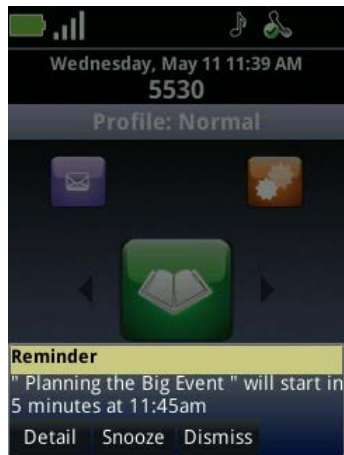 Wednesday, May 11 11:39 AM
5530
Profile: Normal
Reminder
" Planning the Big Event " will start in
5 minutes at 11:45am
Detail Snooze Dismiss